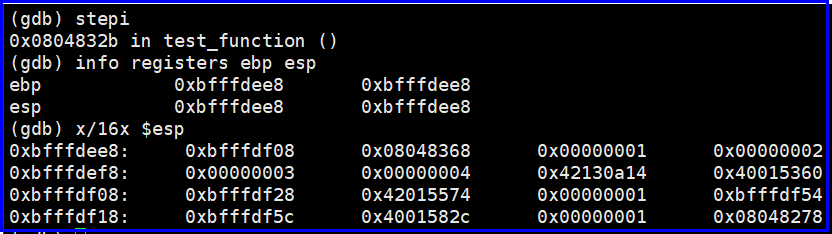 (gdb) stepi
0x0804832b in test_function ()
(gdb) info registers ebp esp
ebp 0xbfffdee8 0xbfffdee8
esp 0xbfffdee8 0xbfffdee8
(gdb) x/16x $esp
0xbfffdee8: 0xbfffdf08 0x08048368 0x00000001 0x00000002
0xbfffdef8: 0x00000003 0x00000004 0x42130a14 0x40015360
0xbfffdf08: 0xbfffdf28 0x42015574 0x00000001 0xbfffdf54
0xbfffdf18: 0xbfffdf5c 0x4001582c 0x00000001 0x08048278